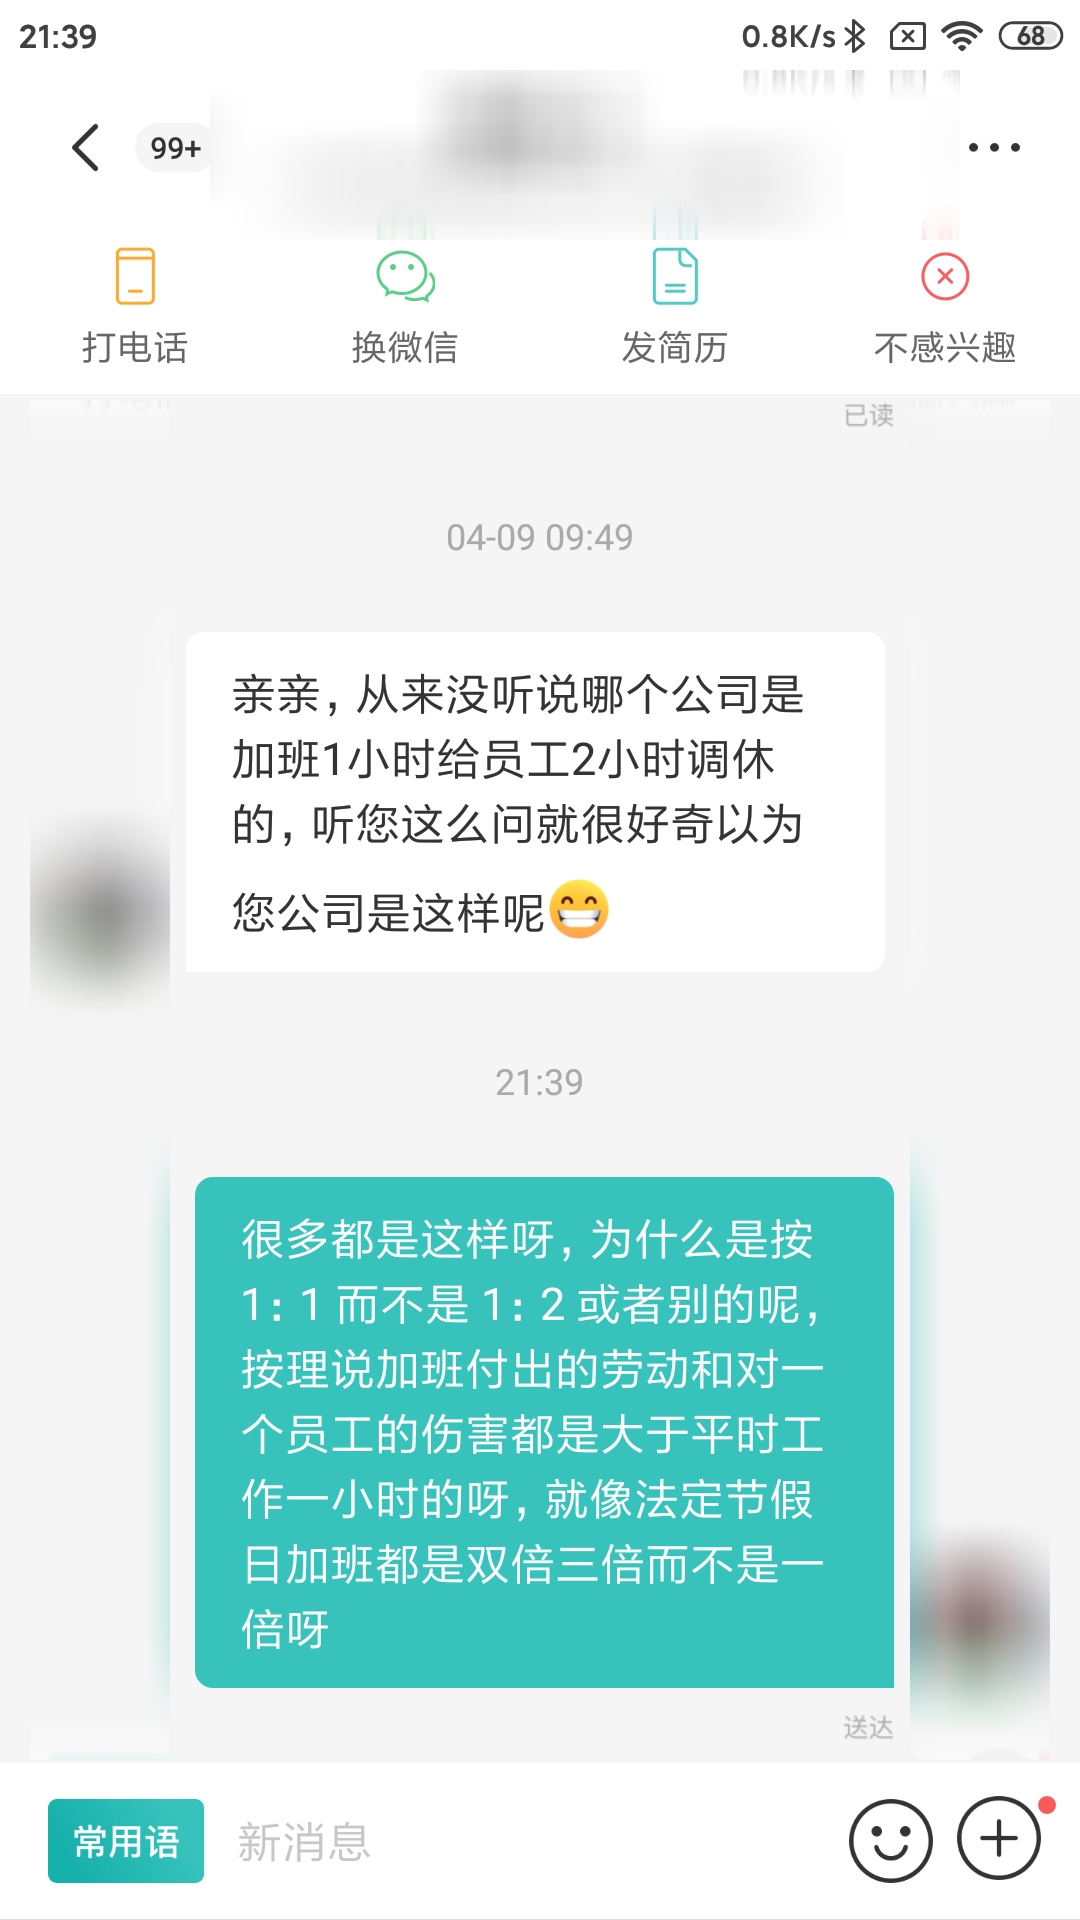 21:39
0.8K/s
68
99+
打电话
换微信
发简历
不感兴趣
已读
04-09 09:49
亲亲，从来没听说哪个公司是
加班1小时给员工2小时调休
的，听您这么问就很好奇以为
您公司是这样呢😁
21:39
很多都是这样呀，为什么是按
1：1 而不是 1：2 或者别的呢，
按理说加班付出的劳动和对一
个员工的伤害都是大于平时工
作一小时的呀，就像法定节假
日加班都是双倍三倍而不是一
倍呀
送达
常用语
新消息